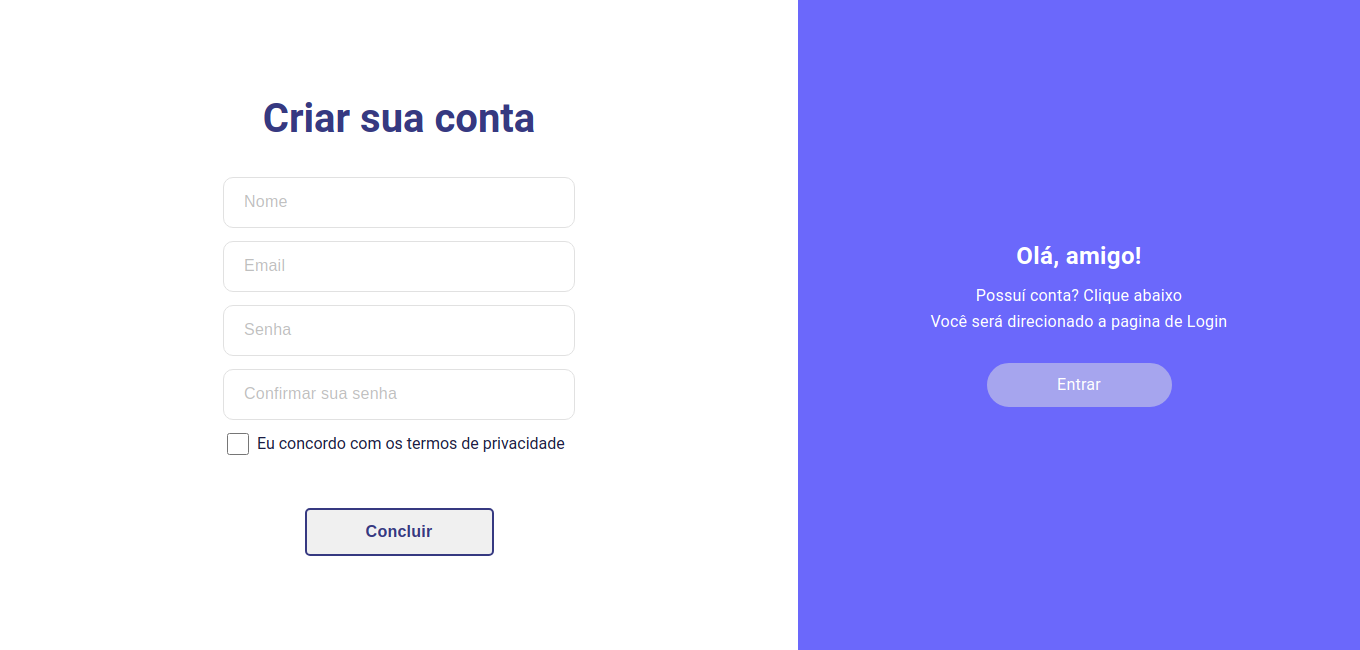 Criar sua conta
Nome
Email
Senha
Confirmar sua senha
Eu concordo com os termos de privacidade
Concluir
Olá, amigo!
Possuí conta? Clique abaixo
Você será direcionado a pagina de Login
Entrar